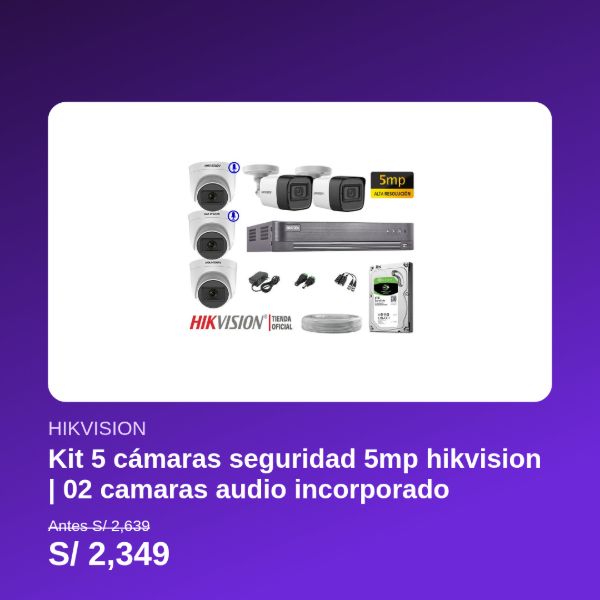 5mp
ALTA RESOLUCIÓN
HIKVISION
TIENDA
OFICIAL
HIKVISION
Kit 5 cámaras seguridad 5mp hikvision
| 02 camaras audio incorporado
Antes S/ 2,639
S/ 2,349